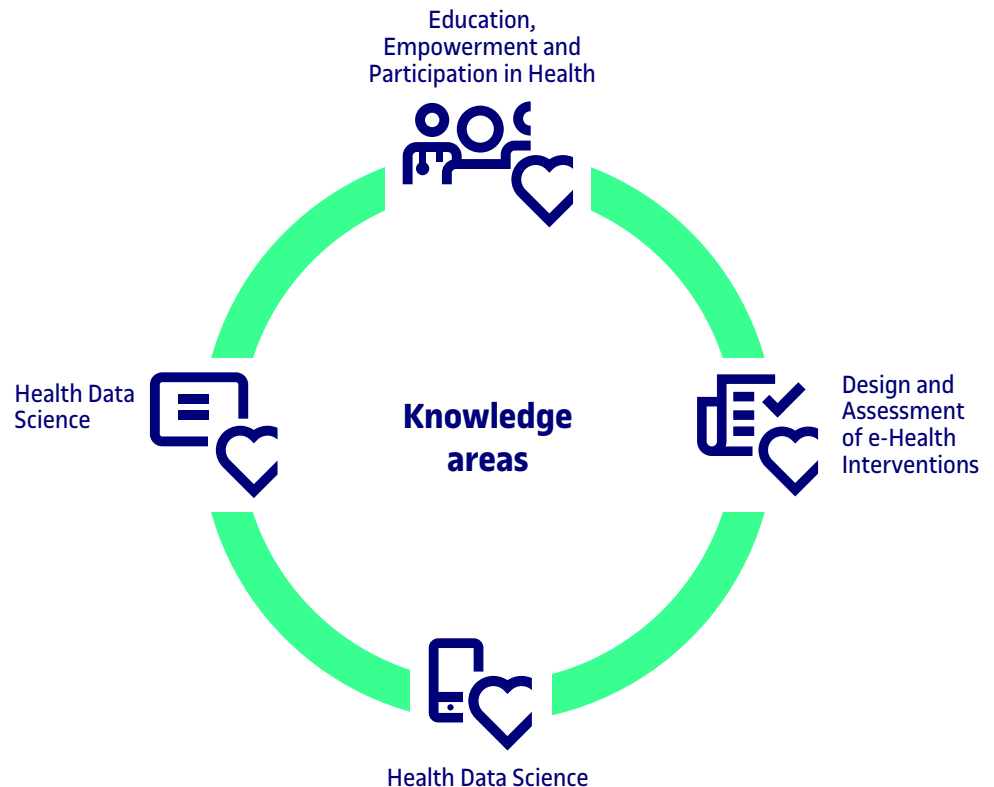 Education,
Empowerment and
Participation in Health
Health Data
Science
Knowledge
areas
Design and
Assessment
of e-Health
Interventions
Health Data Science